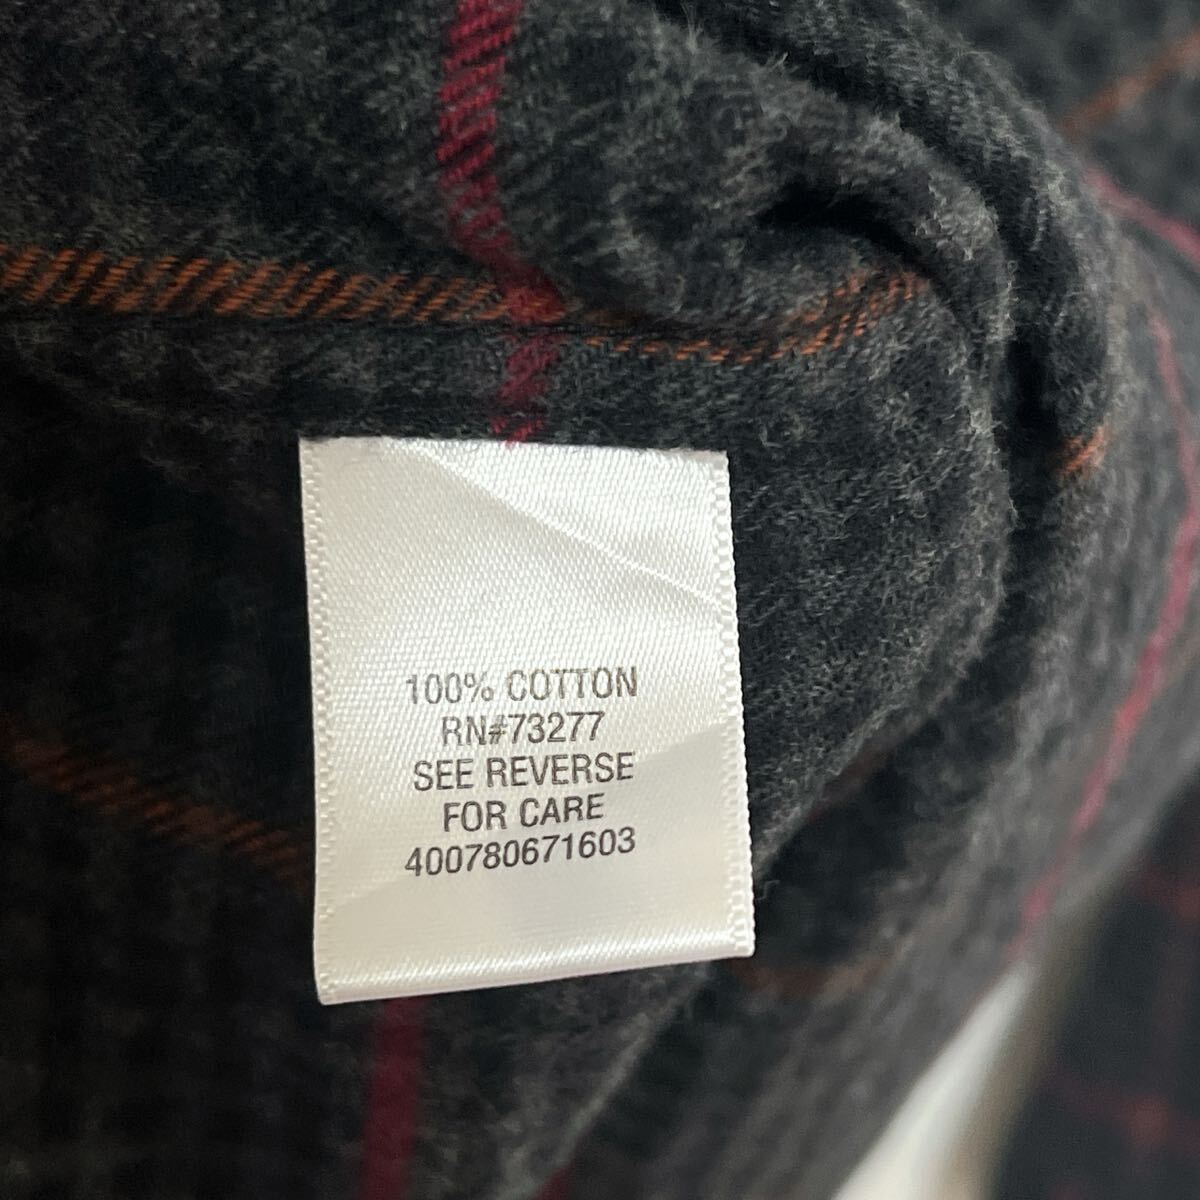 100% COTTON
RN#73277
SEE REVERSE
FOR CARE
400780671603